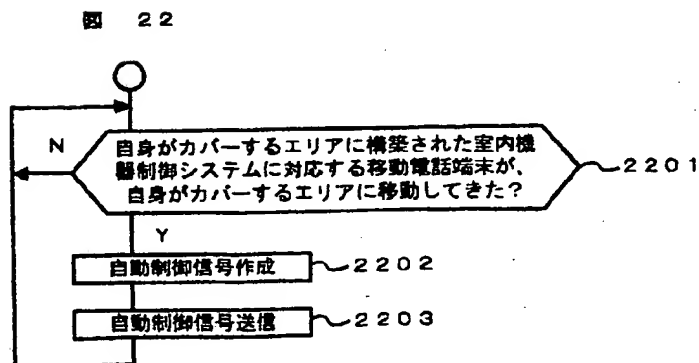 図 22
N
自身がカバーするエリアに構築された室内機
器制御システムに対応する移動電話端末が、
自身がカバーするエリアに移動してきた？
2201
Y
自動制御信号作成
2202
自動制御信号送信
2203